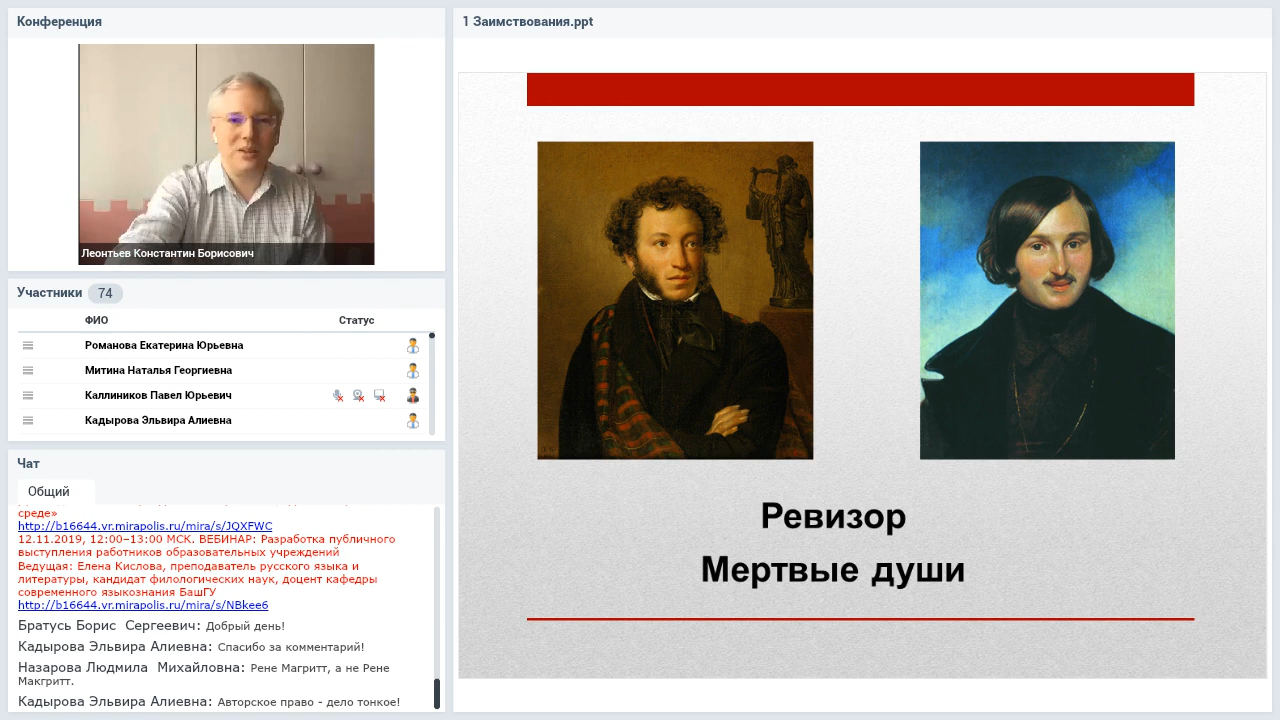 Конференция
Леонтьев Константин Борисович
Участники 74
ФИО Статус
Романова Екатерина Юрьевна
Митина Наталья Георгиевна
Каллиников Павел Юрьевич
Кадырова Эльвира Алиевна
Чат
Общий
среде»
http://b16644.vr.mirapolis.ru/mira/s/JQXFWC
12.11.2019, 12:00–13:00 МСК. ВЕБИНАР: Разработка публичного
выступления работников образовательных учреждений
Ведущая: Елена Кислова, преподаватель русского языка и
литературы, кандидат филологических наук, доцент кафедры
современного языкознания БашГУ
http://b16644.vr.mirapolis.ru/mira/s/NBkee6
Братусь Борис Сергеевич: Добрый день!
Кадырова Эльвира Алиевна: Спасибо за комментарий!
Назарова Людмила Михайловна: Рене Магритт, а не Рене
Макгритт.
Кадырова Эльвира Алиевна: Авторское право - дело тонкое!
1 Заимствования.ppt
Ревизор
Мертвые души